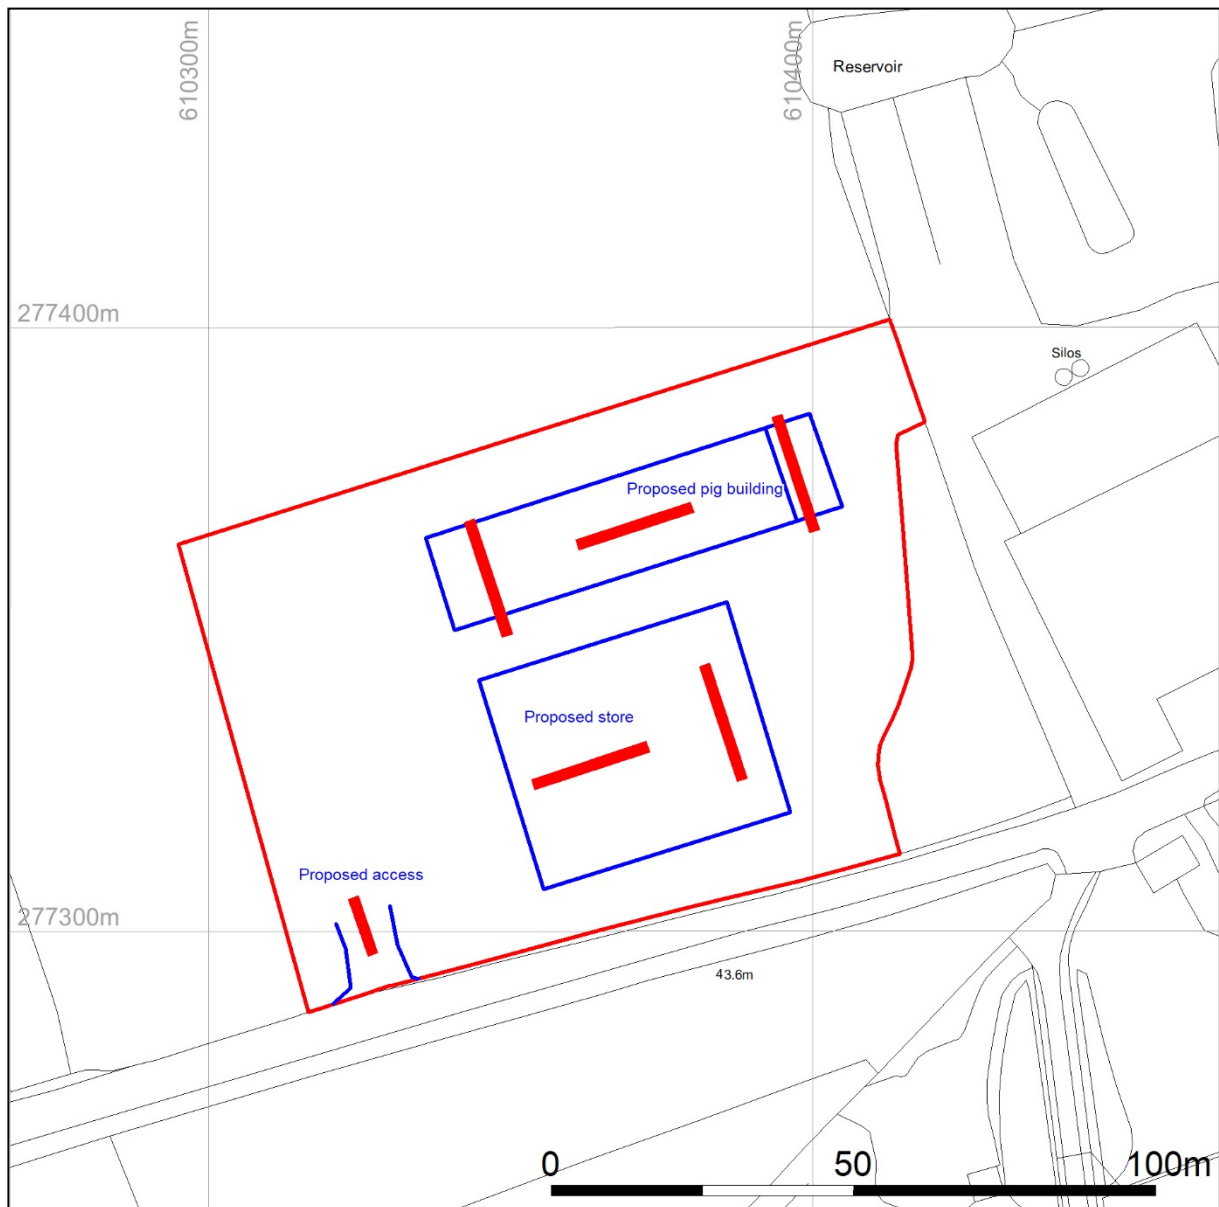 610300m
610400m
Reservoir
277400m
Silos
Proposed pig building
Proposed store
Proposed access
277300m
43.6m
0 50 100m